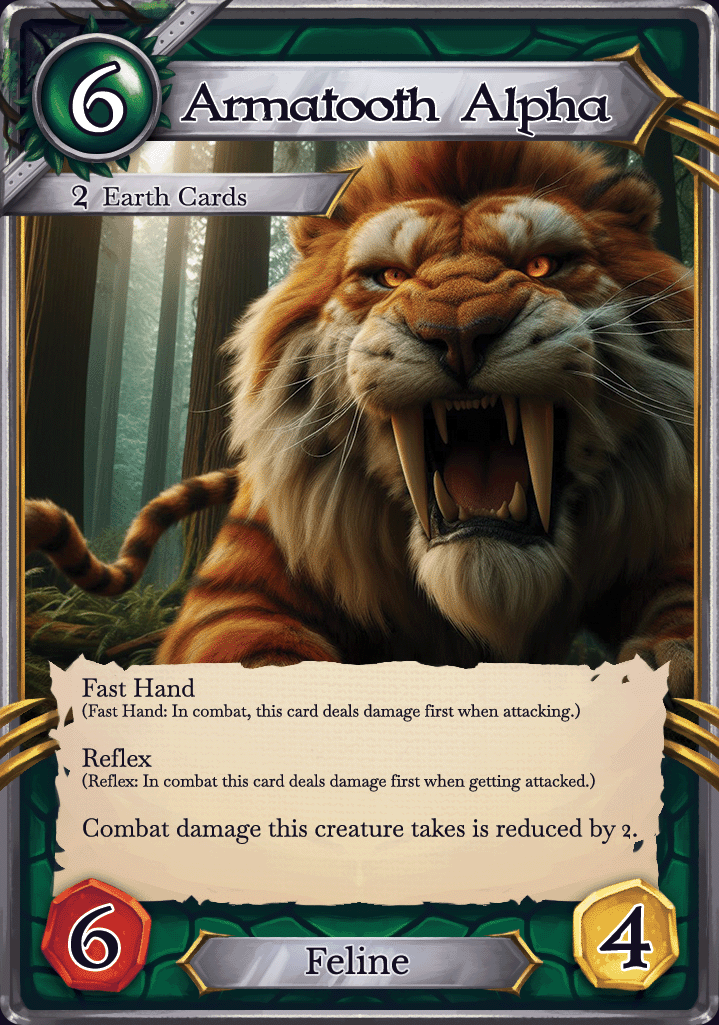 6
Armatooth Alpha
2 Earth Cards
Fast Hand
(Fast Hand: In combat, this card deals damage first when attacking.)
Reflex
(Reflex: In combat this card deals damage first when getting attacked.)
Combat damage this creature takes is reduced by 2.
6
Feline
4